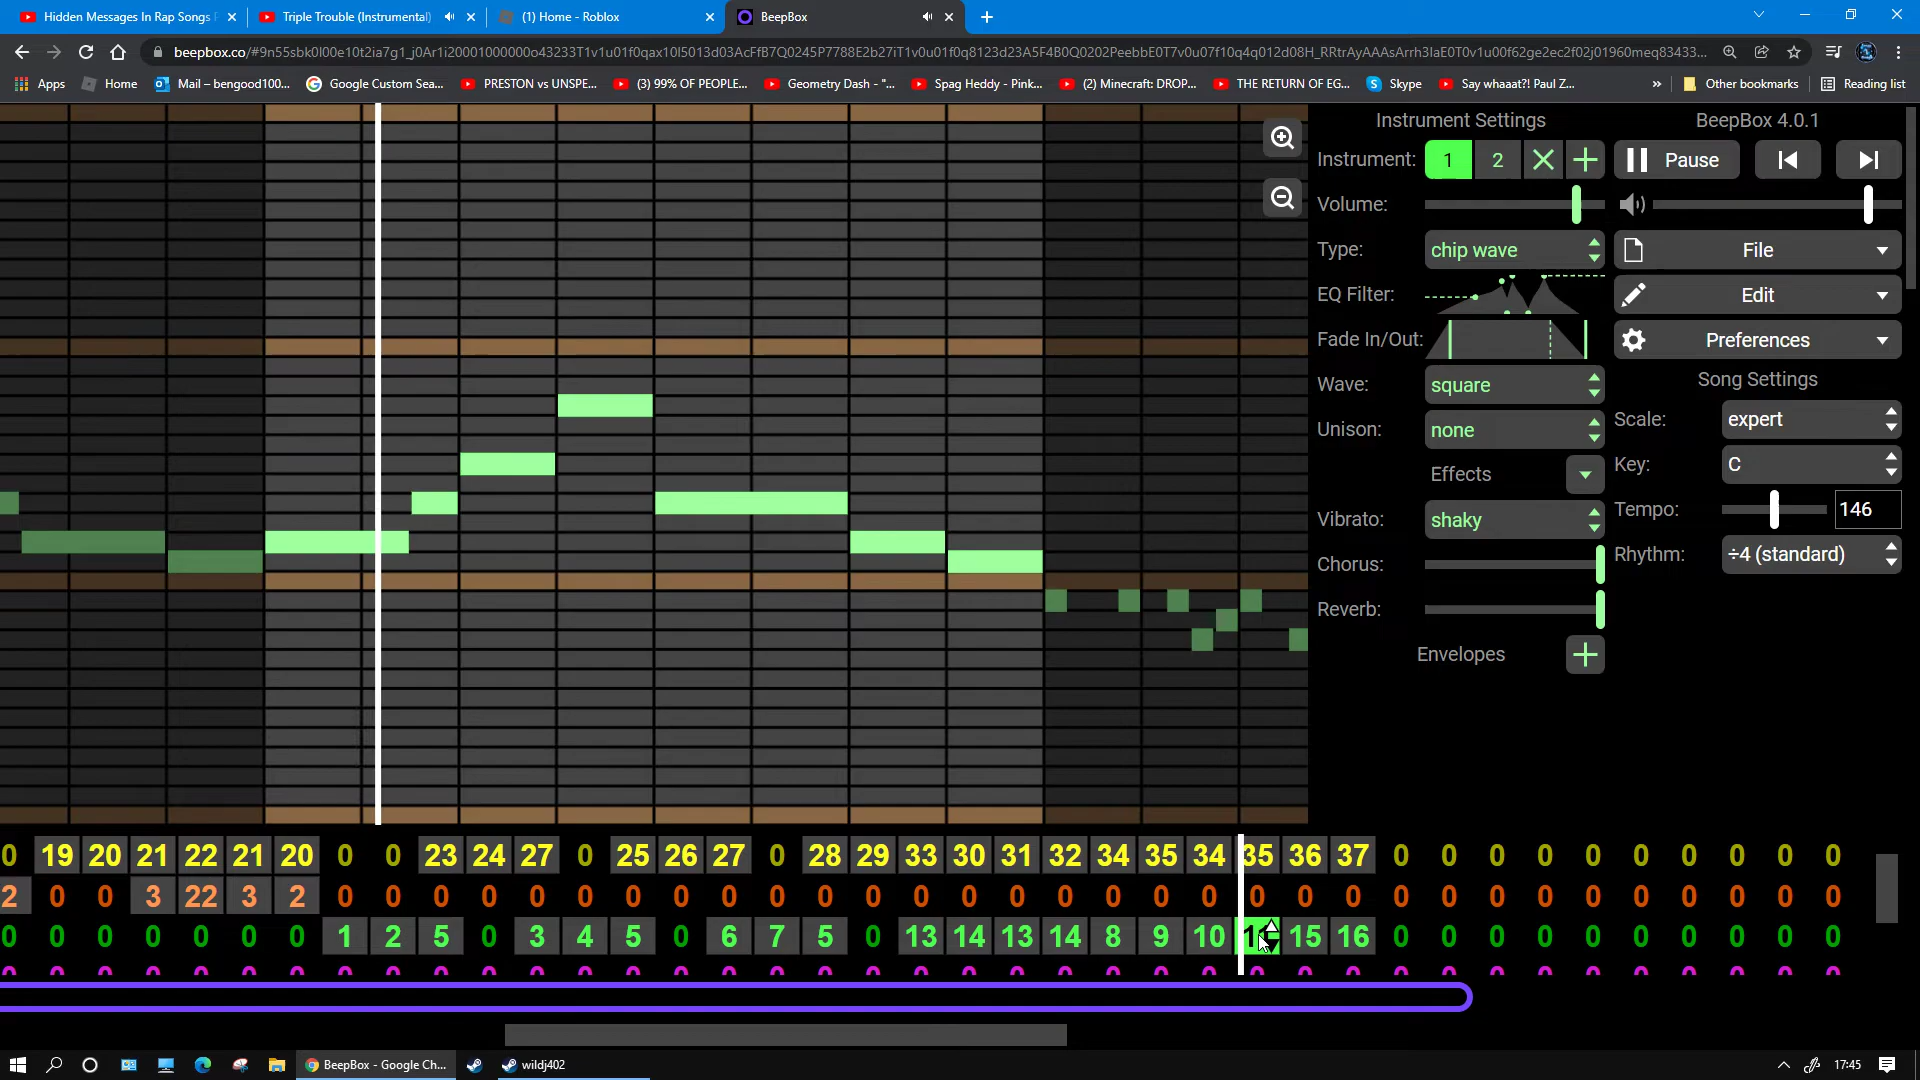 Hidden Messages In Rap Songs
Triple Trouble (Instrumental)
(1) Home - Roblox
BeepBox
beepbox.co/#9n55sbk0l00e10t2ia7g1_j0Ar1i20001000000o43233T1v1u01f0qax10l5013d03AcFfB7Q0245P7788E2b27iT1v0u01f0q8123d23A5F4B0Q0202PeebbE0T7v0u07f10q4q012d08H_RRtrAyAAAsArrh3IaE0T0v1u00f62ge2ec2f02j01960meq83433...
Apps
Home
Mail – bengood100...
Google Custom Sea...
PRESTON vs UNSPE...
(3) 99% OF PEOPLE...
Geometry Dash - "...
Spag Heddy - Pink...
(2) Minecraft: DROP...
THE RETURN OF EG...
Skype
Say whaaat?! Paul Z...
»
Other bookmarks
Reading list
Instrument Settings
BeepBox 4.0.1
Instrument: 1 2
Pause
Volume:
Type: chip wave
File
EQ Filter:
Edit
Fade In/Out:
Preferences
Song Settings
Wave: square
Scale: expert
Unison: none
Key: C
Effects
Tempo: 146
Vibrato: shaky
Rhythm: ÷4 (standard)
Chorus:
Reverb:
Envelopes
0 19 20 21 22 21 20 0 0 23 24 27 0 25 26 27 0 28 29 33 30 31 32 34 35 34 35 36 37 0 0 0 0 0 0 0 0 0 0
2 0 0 3 22 3 2 0 0 0 0 0 0 0 0 0 0 0 0 0 0 0 0 0 0 0 0 0 0 0 0 0 0 0 0 0 0 0 0
0 0 0 0 0 0 0 1 2 5 0 3 4 5 0 6 7 5 0 13 14 13 14 8 9 10 15 16 0 0 0 0 0 0 0 0 0 0
BeepBox - Google Ch...
wildj402
17:45